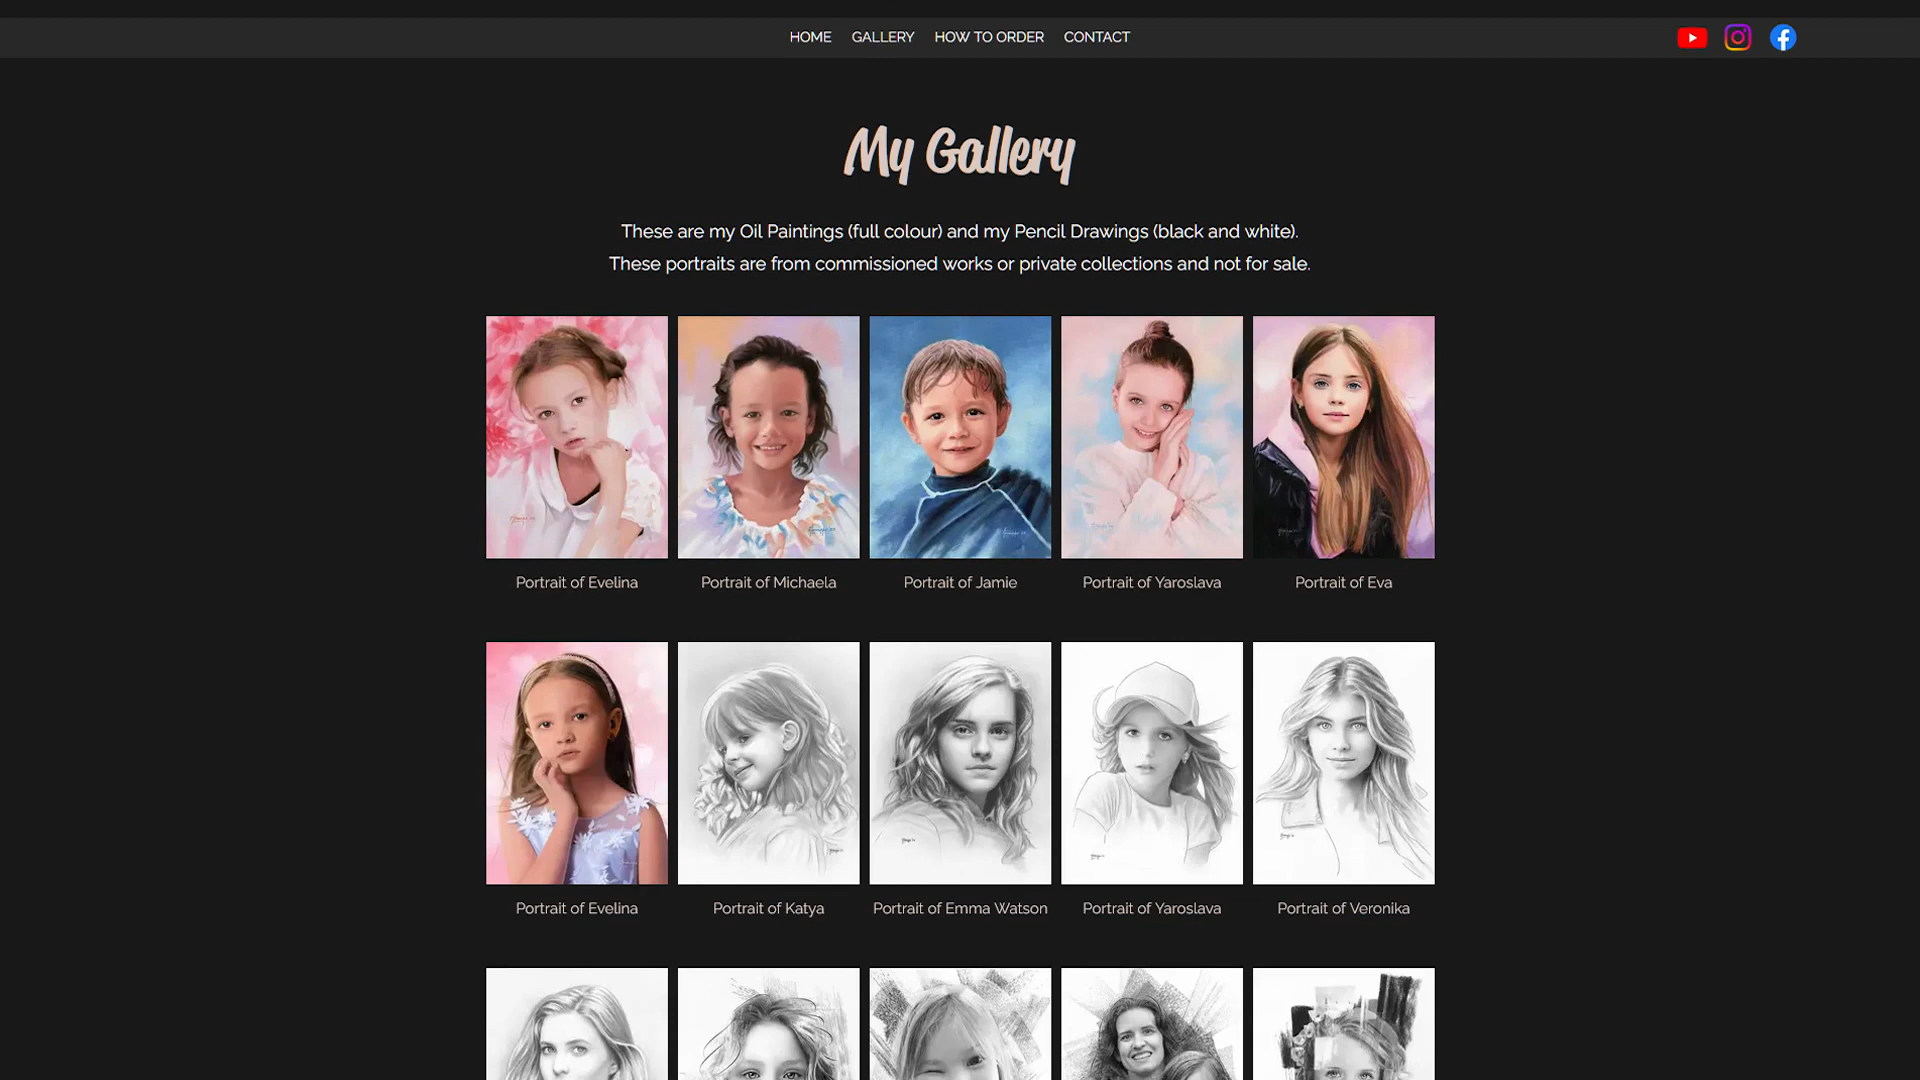 HOME GALLERY HOW TO ORDER CONTACT
My Gallery
These are my Oil Paintings (full colour) and my Pencil Drawings (black and white).
These portraits are from commissioned works or private collections and not for sale.
Portrait of Evelina
Portrait of Michaela
Portrait of Jamie
Portrait of Yaroslava
Portrait of Eva
Portrait of Evelina
Portrait of Katya
Portrait of Emma Watson
Portrait of Yaroslava
Portrait of Veronika